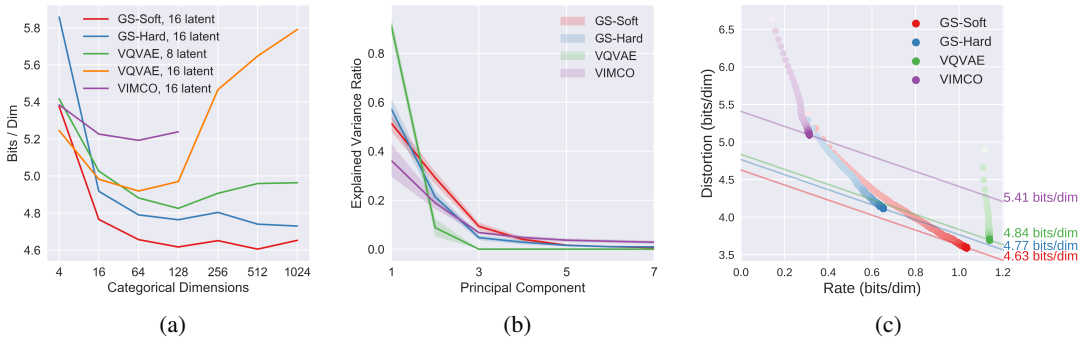 5.8
5.6
5.4
5.2
5.0
4.8
4.6
Bits / Dim
GS-Soft, 16 latent
GS-Hard, 16 latent
VQVAE, 8 latent
VQVAE, 16 latent
VIMCO, 16 latent
4 16 64 128 256 512 1024
Categorical Dimensions
(a)
0.8
0.6
0.4
0.2
0.0
Explained Variance Ratio
GS-Soft
GS-Hard
VQVAE
VIMCO
1 3 5 7
Principal Component
(b)
6.5
6.0
5.5
5.0
4.5
4.0
3.5
Distortion (bits/dim)
GS-Soft
GS-Hard
VQVAE
VIMCO
5.41 bits/dim
4.84 bits/dim
4.77 bits/dim
4.63 bits/dim
0.0 0.2 0.4 0.6 0.8 1.0 1.2
Rate (bits/dim)
(c)